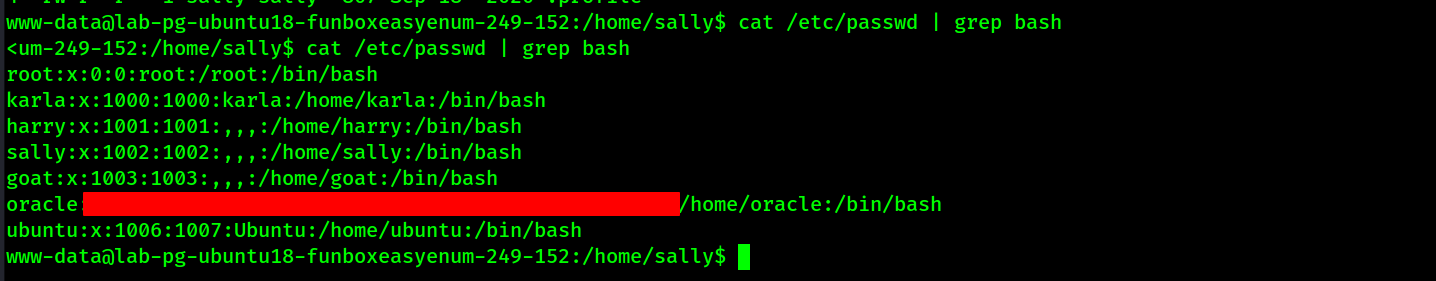 www-data@lab-pg-ubuntu18-funboxeasyenum-249-152:/home/sally$ cat /etc/passwd | grep bash
<um-249-152:/home/sally$ cat /etc/passwd | grep bash
root:x:0:0:root:/root:/bin/bash
karla:x:1000:1000:karla:/home/karla:/bin/bash
harry:x:1001:1001:,,,:/home/harry:/bin/bash
sally:x:1002:1002:,,,:/home/sally:/bin/bash
goat:x:1003:1003:,,,:/home/goat:/bin/bash
oracle: /home/oracle:/bin/bash
ubuntu:x:1006:1007:Ubuntu:/home/ubuntu:/bin/bash
www-data@lab-pg-ubuntu18-funboxeasyenum-249-152:/home/sally$